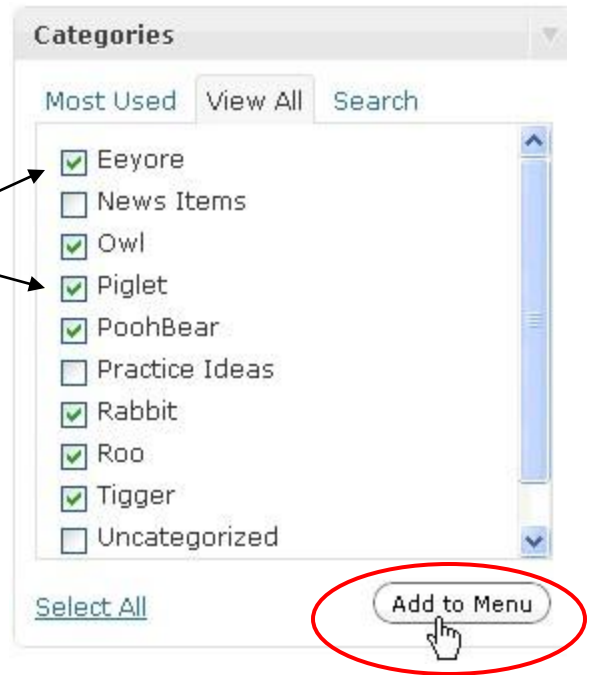 Categories
Most Used View All Search
Eeyore
News Items
Owl
Piglet
PoohBear
Practice Ideas
Rabbit
Roo
Tigger
Uncategorized
Select All Add to Menu